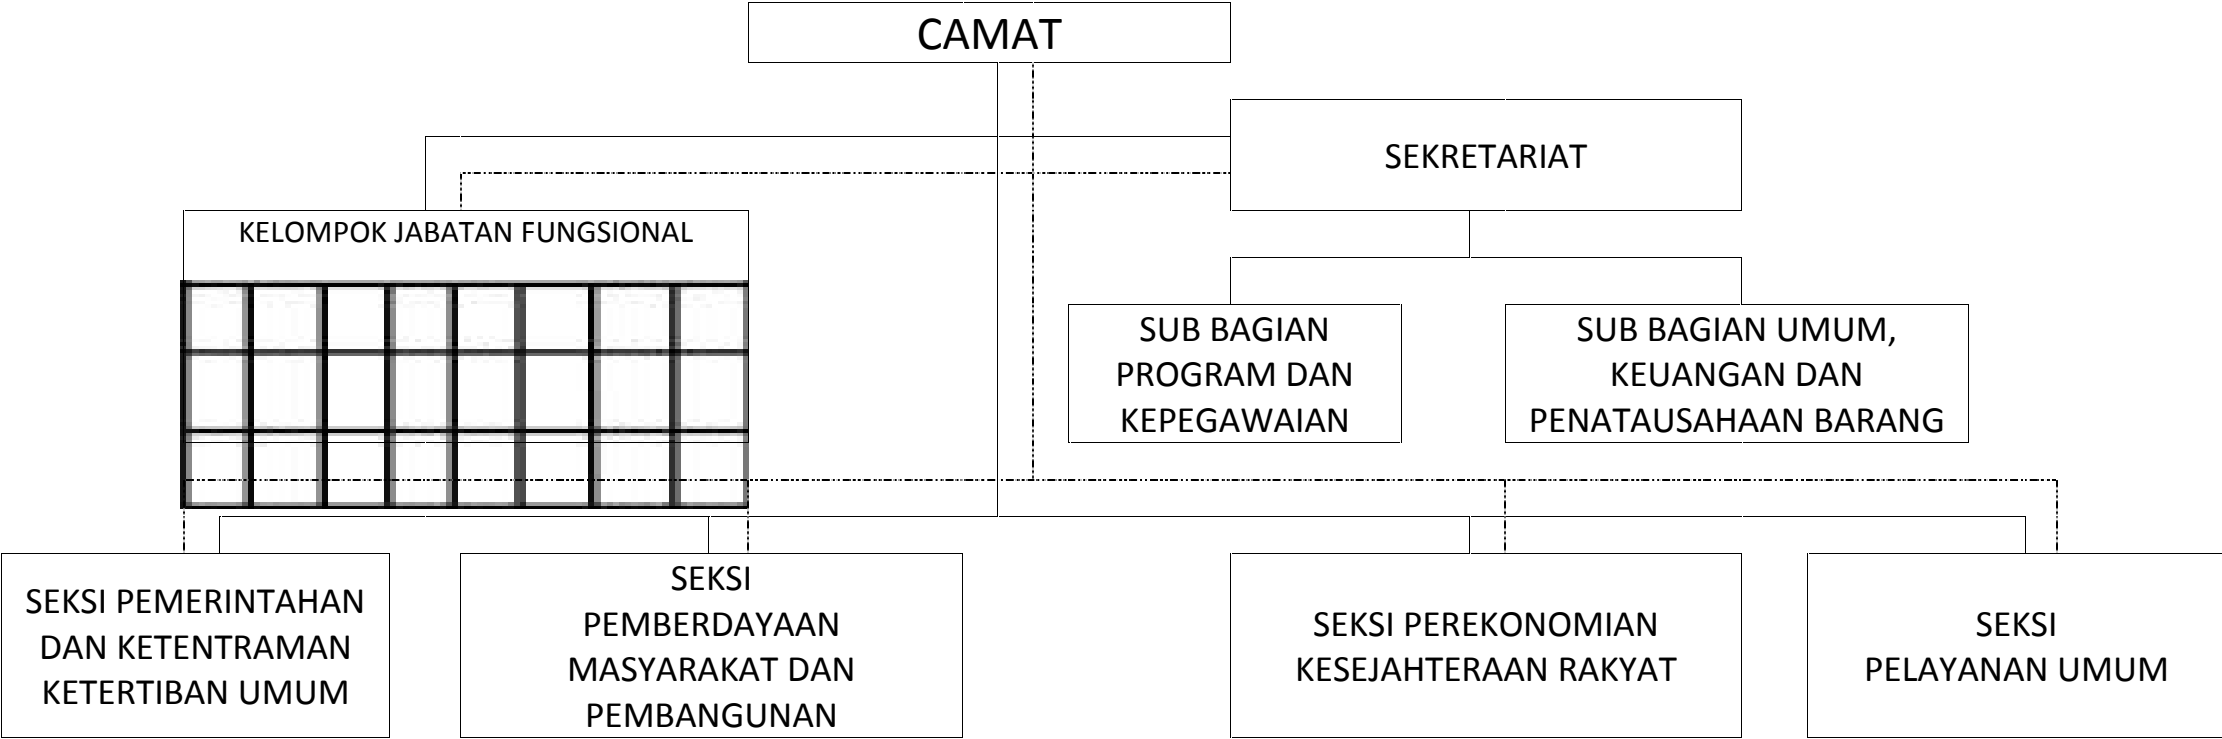 CAMAT
SEKRETARIAT
KELOMPOK JABATAN FUNGSIONAL
SUB BAGIAN
PROGRAM DAN
KEPEGAWAIAN
SUB BAGIAN UMUM,
KEUANGAN DAN
PENATAUSAHAAN BARANG
SEKSI PEMERINTAHAN
DAN KETENTRAMAN
KETERTIBAN UMUM
SEKSI
PEMBERDAYAAN
MASYARAKAT DAN
PEMBANGUNAN
SEKSI PEREKONOMIAN
KESEJAHTERAAN RAKYAT
SEKSI
PELAYANAN UMUM